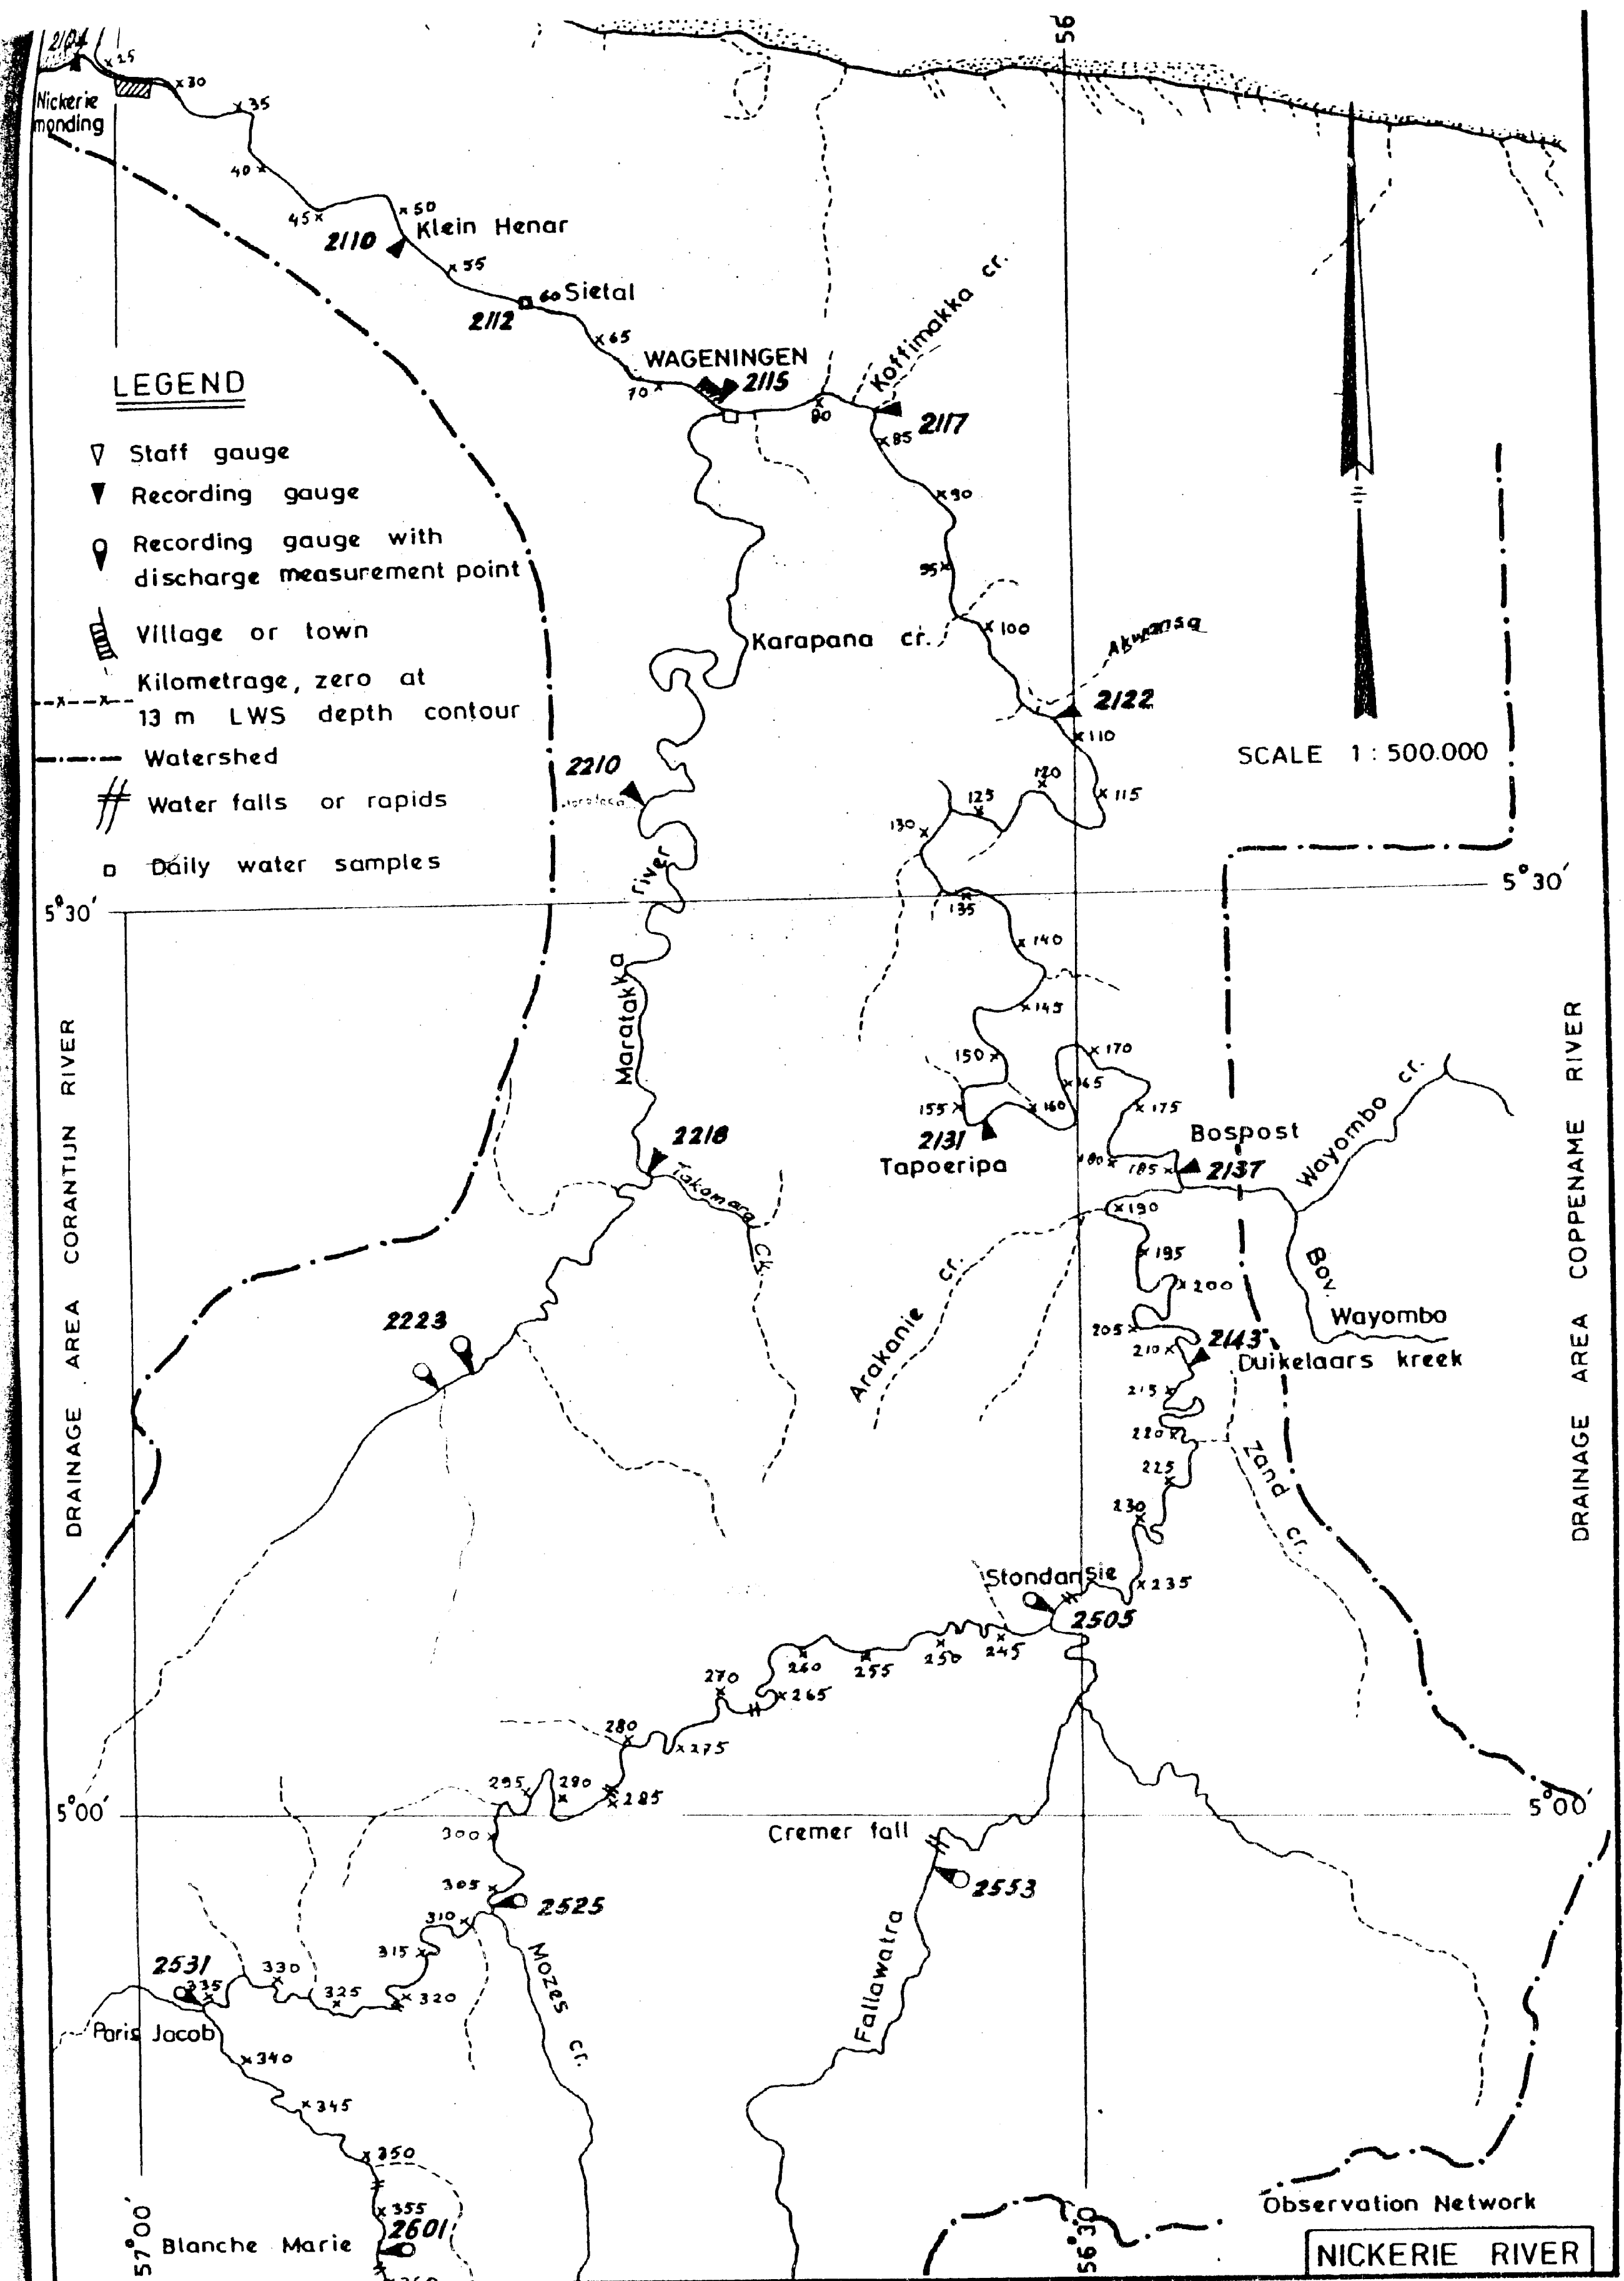 56
25
30
Nickerie
monding
35
40
45
50
Klein Henar
2110
55
60 Sietal
2112
65
WAGENINGEN
70
2115
Koffimakka cr.
80
2117
85
90
95
100
Karapana cr.
Akwansa
2122
110
115
120
125
130
135
LEGEND
Staff gauge
Recording gauge
Recording gauge with
discharge measurement point
Village or town
Kilometrage, zero at
13 m LWS depth contour
Watershed
Water falls or rapids
Daily water samples
SCALE 1 : 500.000
2210
5°30'
5°30'
Maratakka river
140
145
150
155
160
165
170
175
180
185
2131
Tapoeripa
Bospost
2137
Wayombo cr.
Bov.
Wayombo
2218
Takamara Ck.
190
195
200
205
210
2143
Duikelaars kreek
215
220
225
230
235
Arakanie cr.
Zand cr.
2223
DRAINAGE AREA CORANTIJN RIVER
DRAINAGE AREA COPPENAME RIVER
Stondansie
2505
245
250
255
260
265
270
275
280
285
290
295
300
5°00'
5°00'
Cremer fall
2553
Fallawatra
305
2525
310
315
320
325
330
335
2531
Paris Jacob
Mozes cr.
340
345
350
355
2601
Blanche Marie
57°00'
56°30'
Observation Network
NICKERIE RIVER